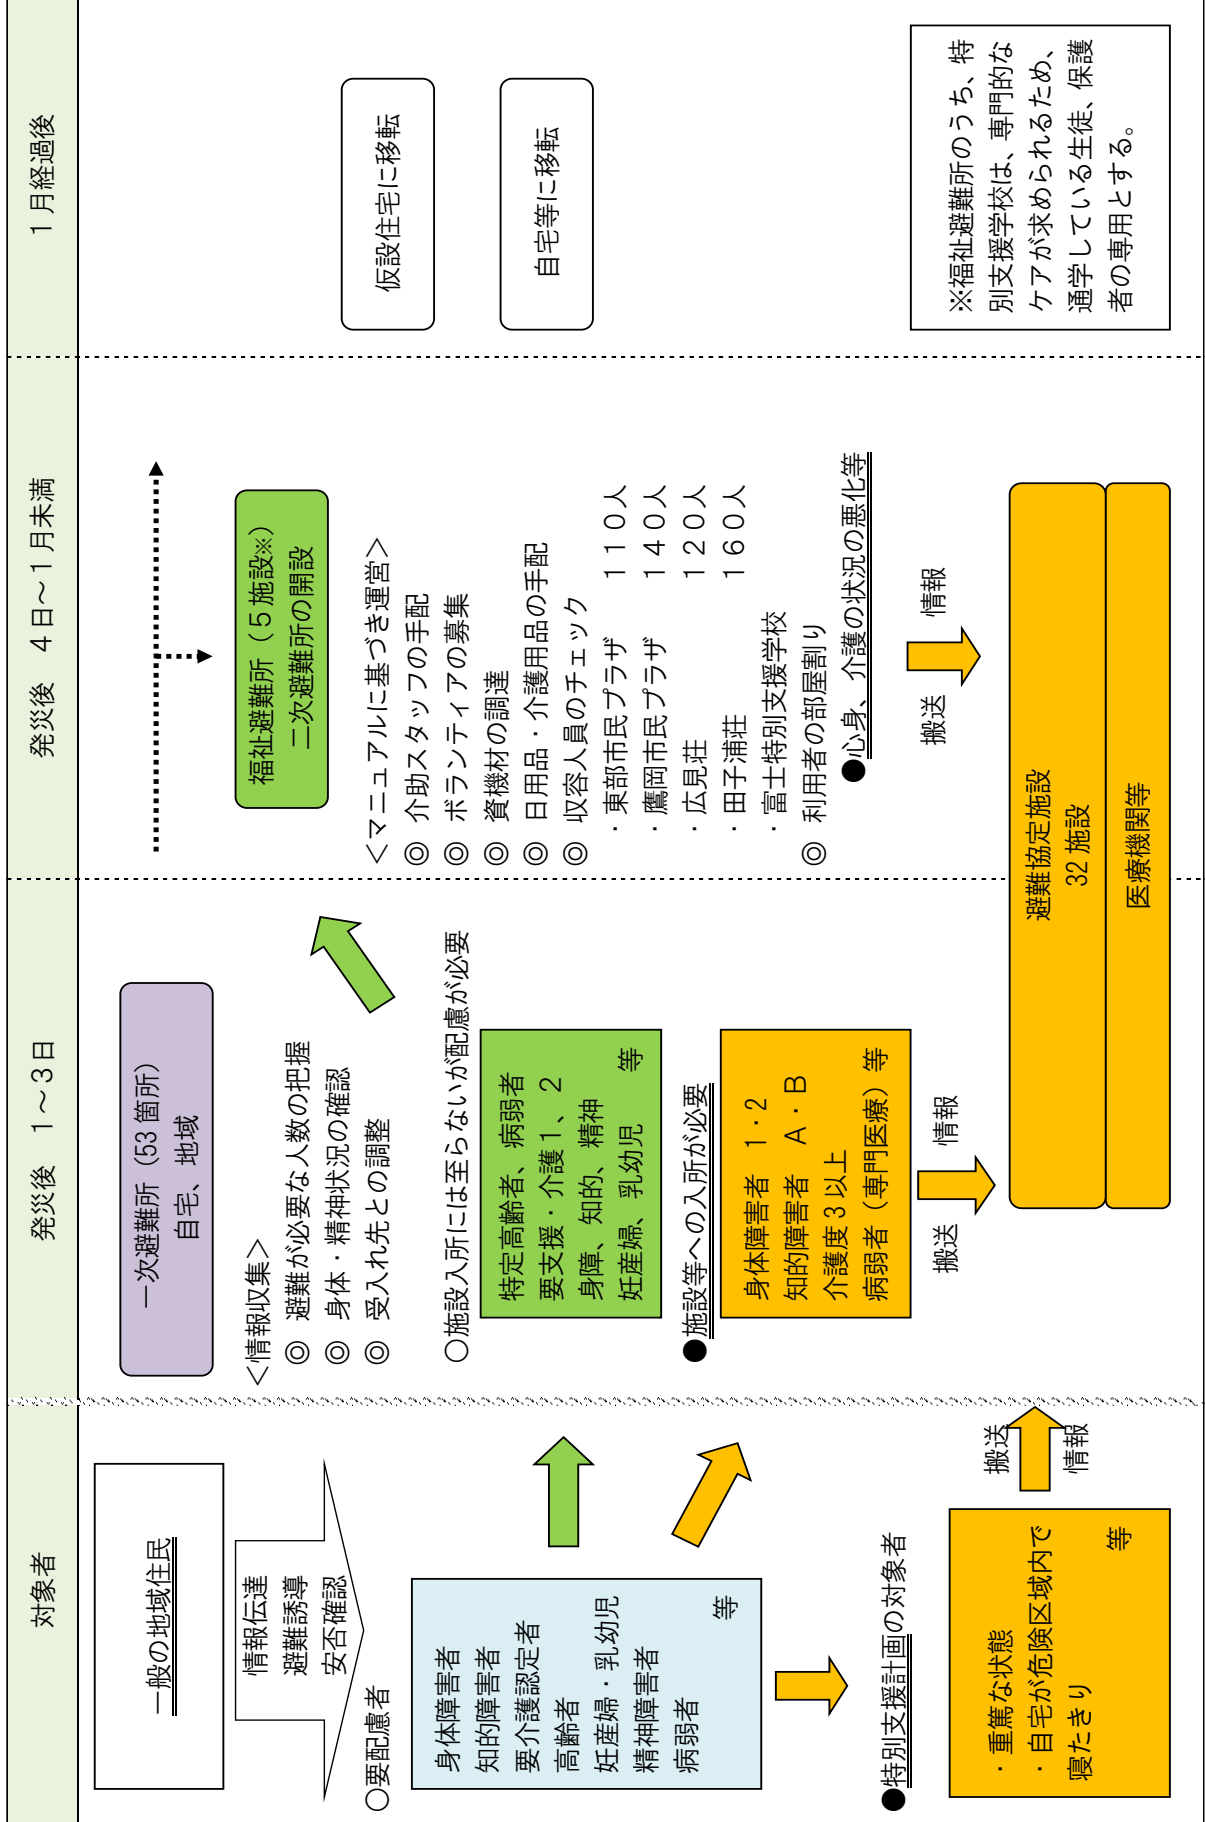 対象者
発災後　１～３日
発災後　４日～１月未満
１月経過後
一般の地域住民
情報伝達
避難誘導
安否確認
○要配慮者
身体障害者
知的障害者
要介護認定者
高齢者
妊産婦・乳幼児
精神障害者
病弱者　等
●特別支援計画の対象者
・重篤な状態
・自宅が危険区域内で
寝たきり
等
搬送
情報
一次避難所（53 箇所）
自宅、地域
＜情報収集＞
◎　避難が必要な人数の把握
◎　身体・精神状況の確認
◎　受入れ先との調整
○施設入所には至らないが配慮が必要
特定高齢者、病弱者
要支援・介護１、２
身障、知的、精神
妊産婦、乳幼児　等
●施設等への入所が必要
身体障害者　１・２
知的障害者　Ａ・Ｂ
介護度３以上
病弱者（専門医療）等
搬送
情報
福祉避難所（５施設※）
二次避難所の開設
＜マニュアルに基づき運営＞
◎　介助スタッフの手配
◎　ボランティアの募集
◎　資機材の調達
◎　日用品・介護用品の手配
◎　収容人員のチェック
・東部市民プラザ　１１０人
・鷹岡市民プラザ　１４０人
・広見荘　１２０人
・田子浦荘　１６０人
・富士特別支援学校
◎　利用者の部屋割り
●心身、介護の状況の悪化等
搬送
情報
避難協定施設
32 施設
医療機関等
仮設住宅に移転
自宅等に移転
※福祉避難所のうち、特
別支援学校は、専門的な
ケアが求められるため、
通学している生徒、保護
者の専用とする。